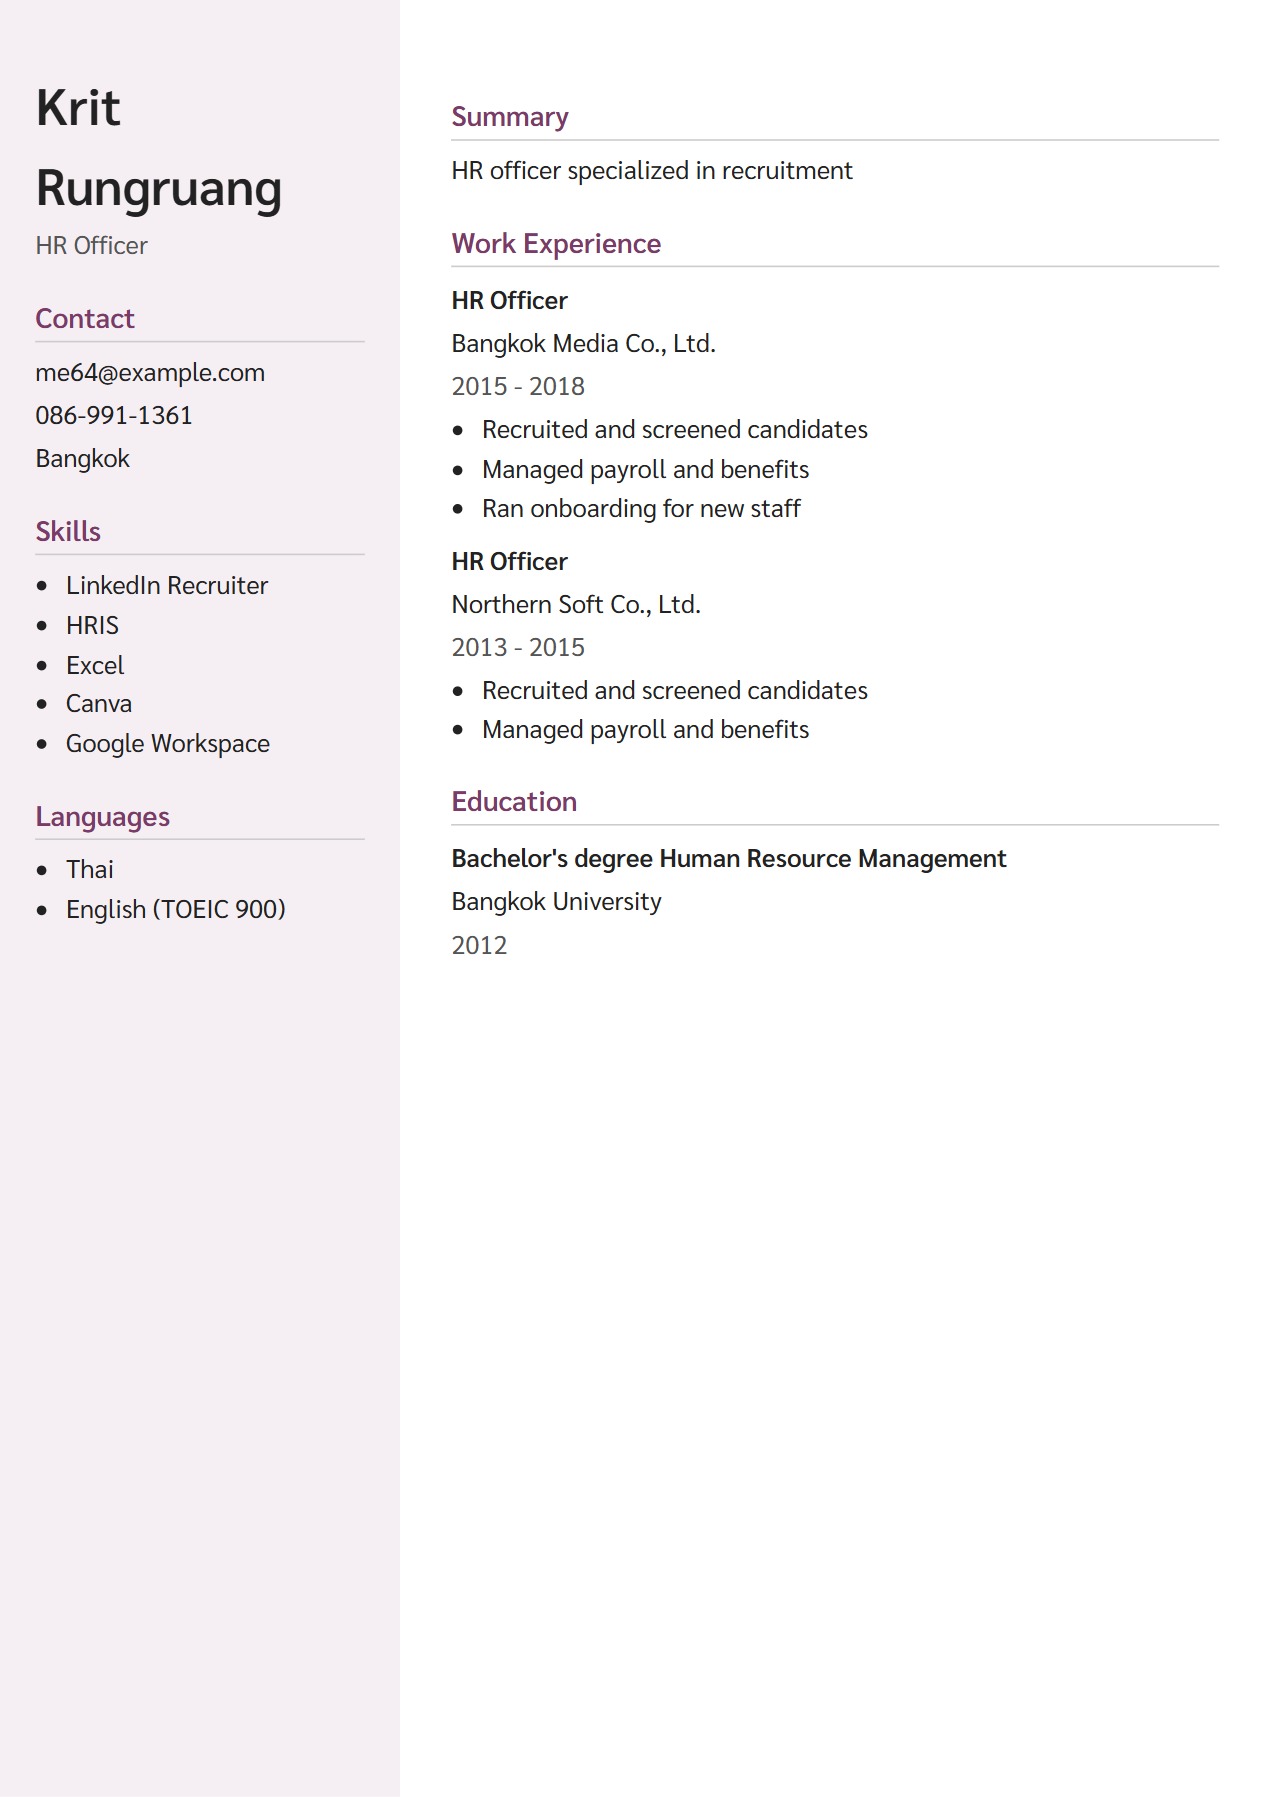 Krit
Rungruang
HR Officer
Contact
me64@example.com
086-991-1361
Bangkok
Skills
• LinkedIn Recruiter
• HRIS
• Excel
• Canva
• Google Workspace
Languages
• Thai
• English (TOEIC 900)
Summary
HR officer specialized in recruitment
Work Experience
HR Officer
Bangkok Media Co., Ltd.
2015 - 2018
• Recruited and screened candidates
• Managed payroll and benefits
• Ran onboarding for new staff
HR Officer
Northern Soft Co., Ltd.
2013 - 2015
• Recruited and screened candidates
• Managed payroll and benefits
Education
Bachelor's degree Human Resource Management
Bangkok University
2012